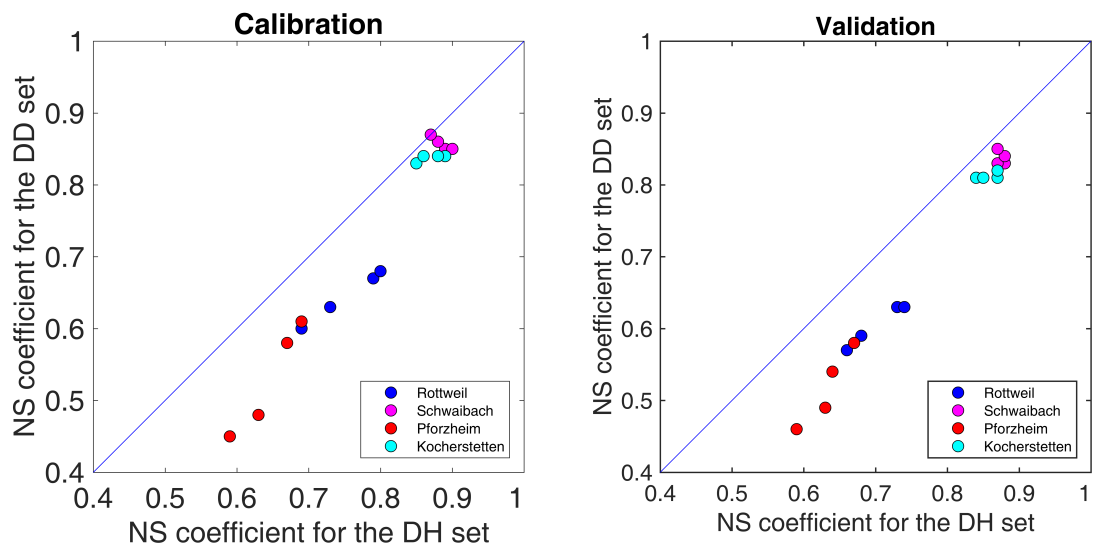 Calibration
NS coefficient for the DD set
1
0.9
0.8
0.7
0.6
0.5
0.4
0.4 0.5 0.6 0.7 0.8 0.9 1
NS coefficient for the DH set
Rottweil
Schwaibach
Pforzheim
Kocherstetten
Validation
NS coefficient for the DD set
1
0.9
0.8
0.7
0.6
0.5
0.4
0.4 0.5 0.6 0.7 0.8 0.9 1
NS coefficient for the DH set
Rottweil
Schwaibach
Pforzheim
Kocherstetten